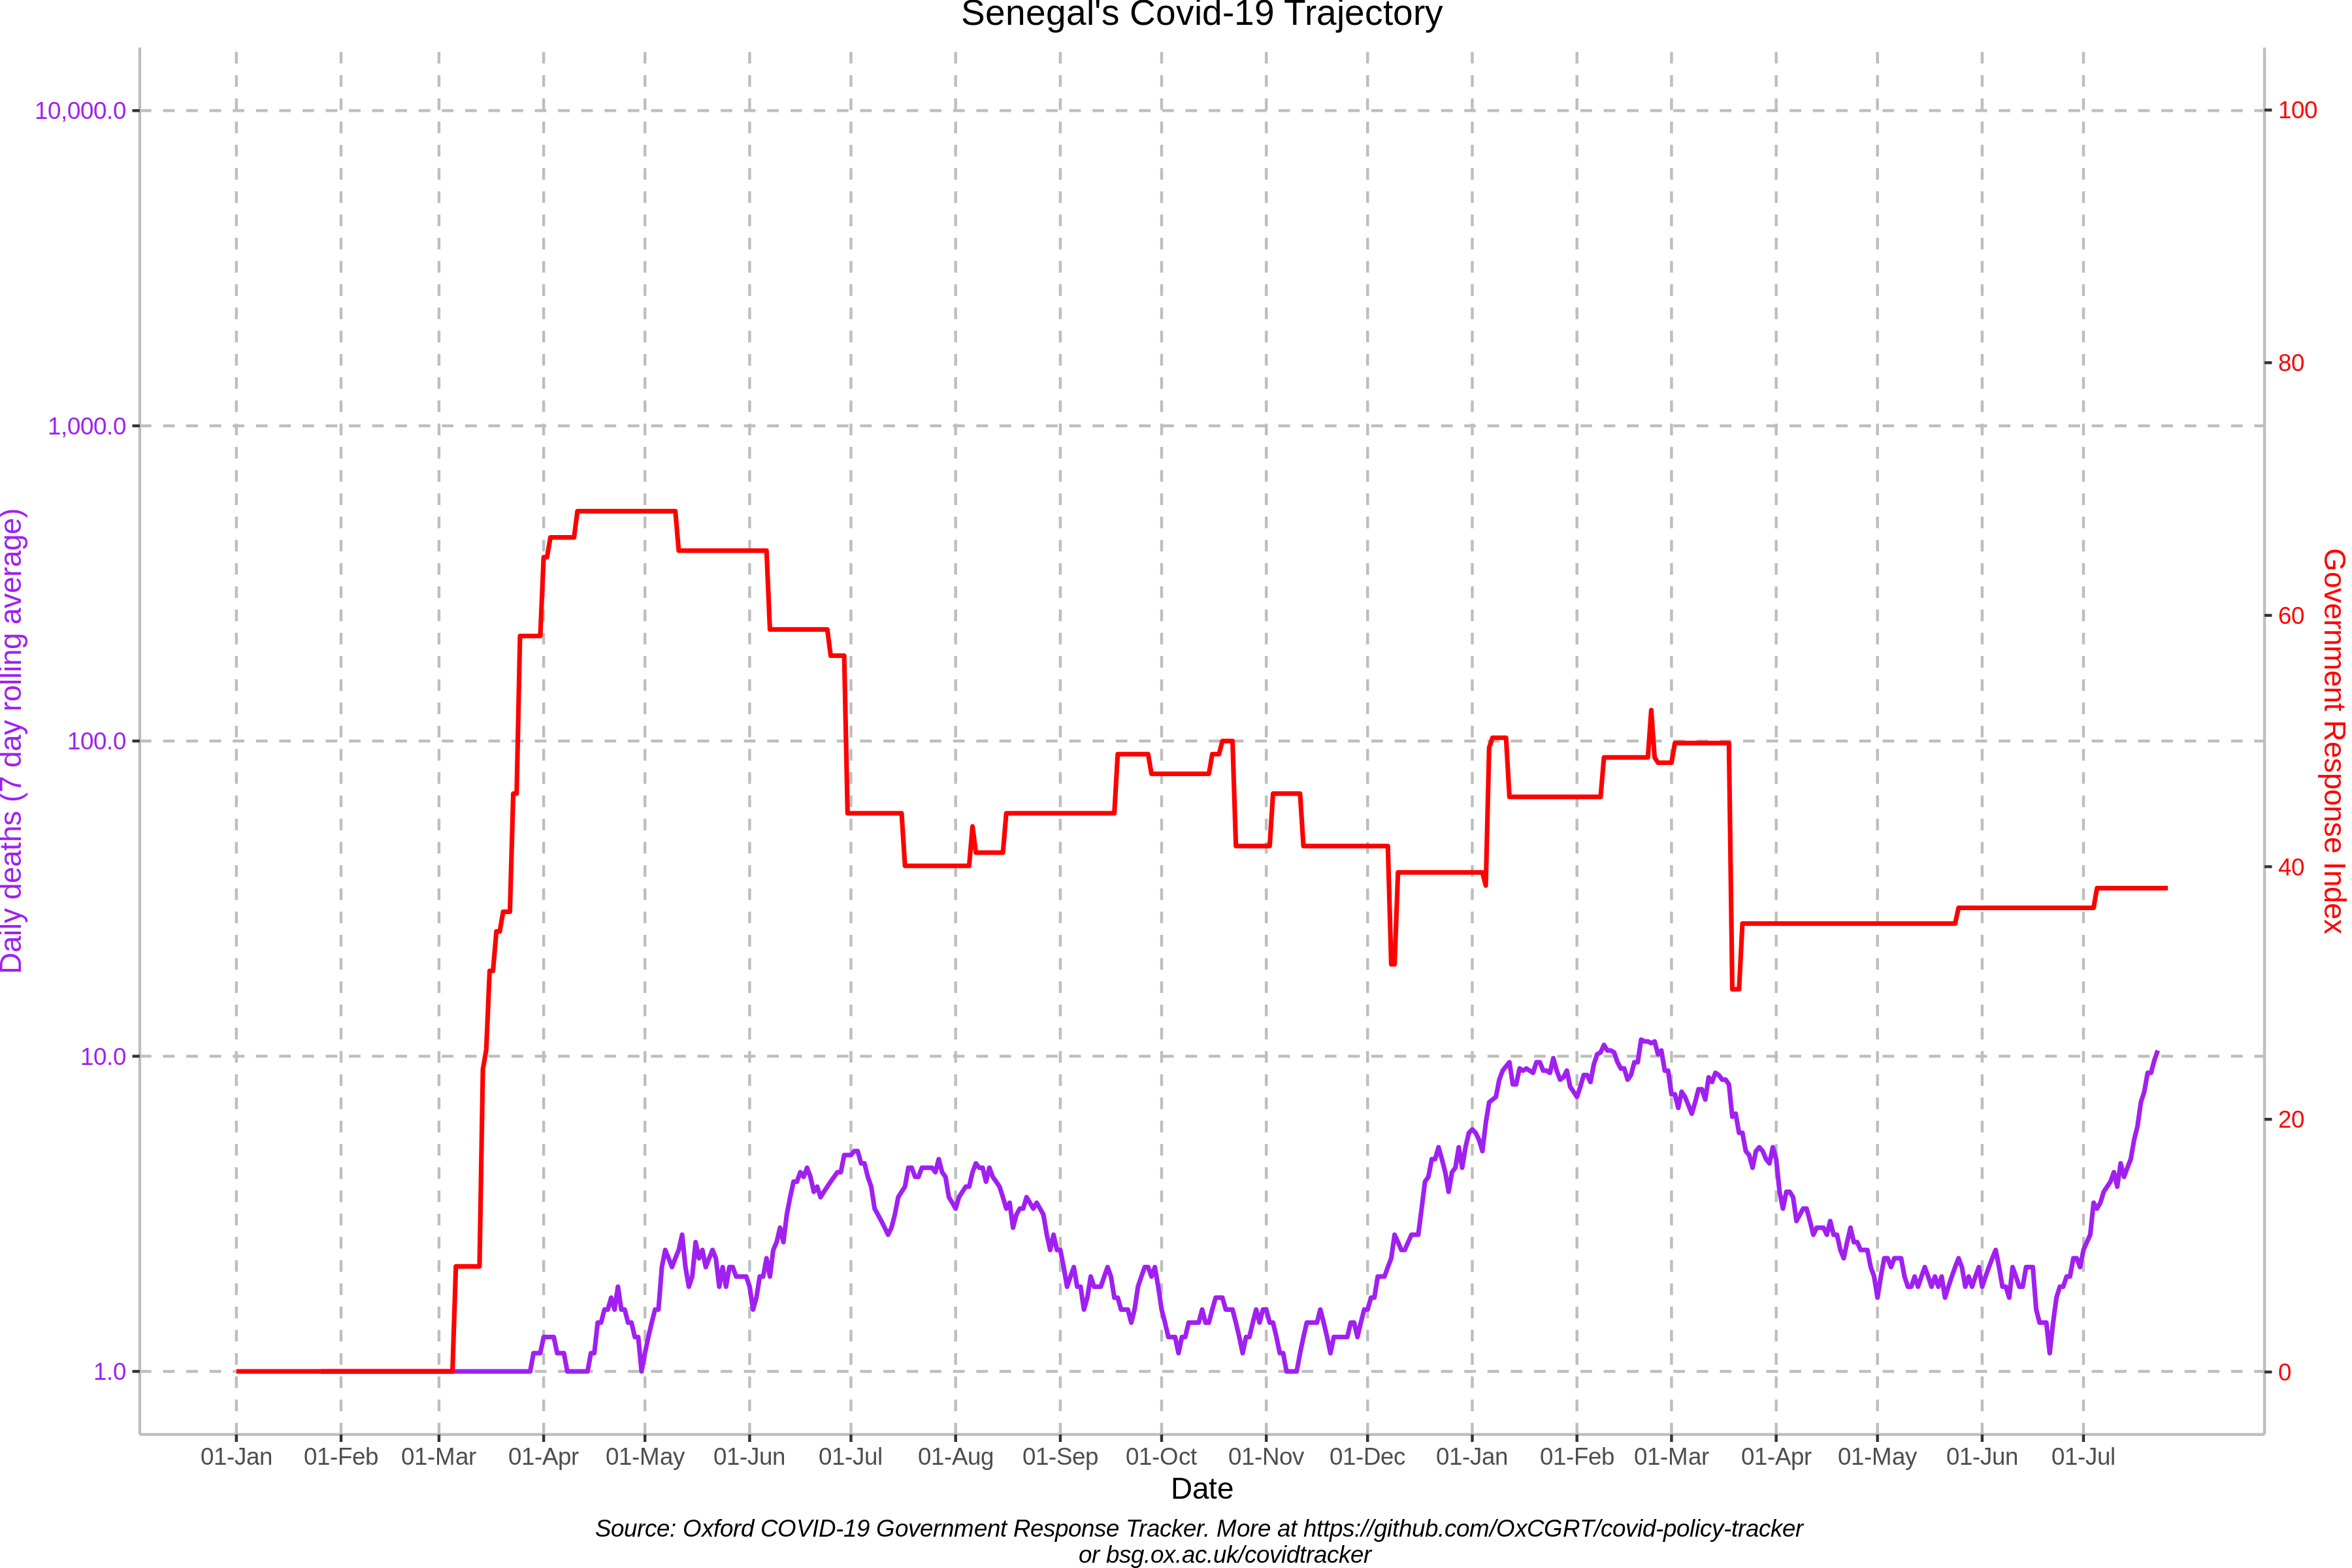 Senegal's Covid-19 Trajectory
10,000.0
1,000.0
100.0
10.0
1.0
Daily deaths (7 day rolling average)
100
80
60
40
20
0
Government Response Index
01-Jan 01-Feb 01-Mar 01-Apr 01-May 01-Jun 01-Jul 01-Aug 01-Sep 01-Oct 01-Nov 01-Dec 01-Jan 01-Feb 01-Mar 01-Apr 01-May 01-Jun 01-Jul
Date
Source: Oxford COVID-19 Government Response Tracker. More at https://github.com/OxCGRT/covid-policy-tracker
or bsg.ox.ac.uk/covidtracker